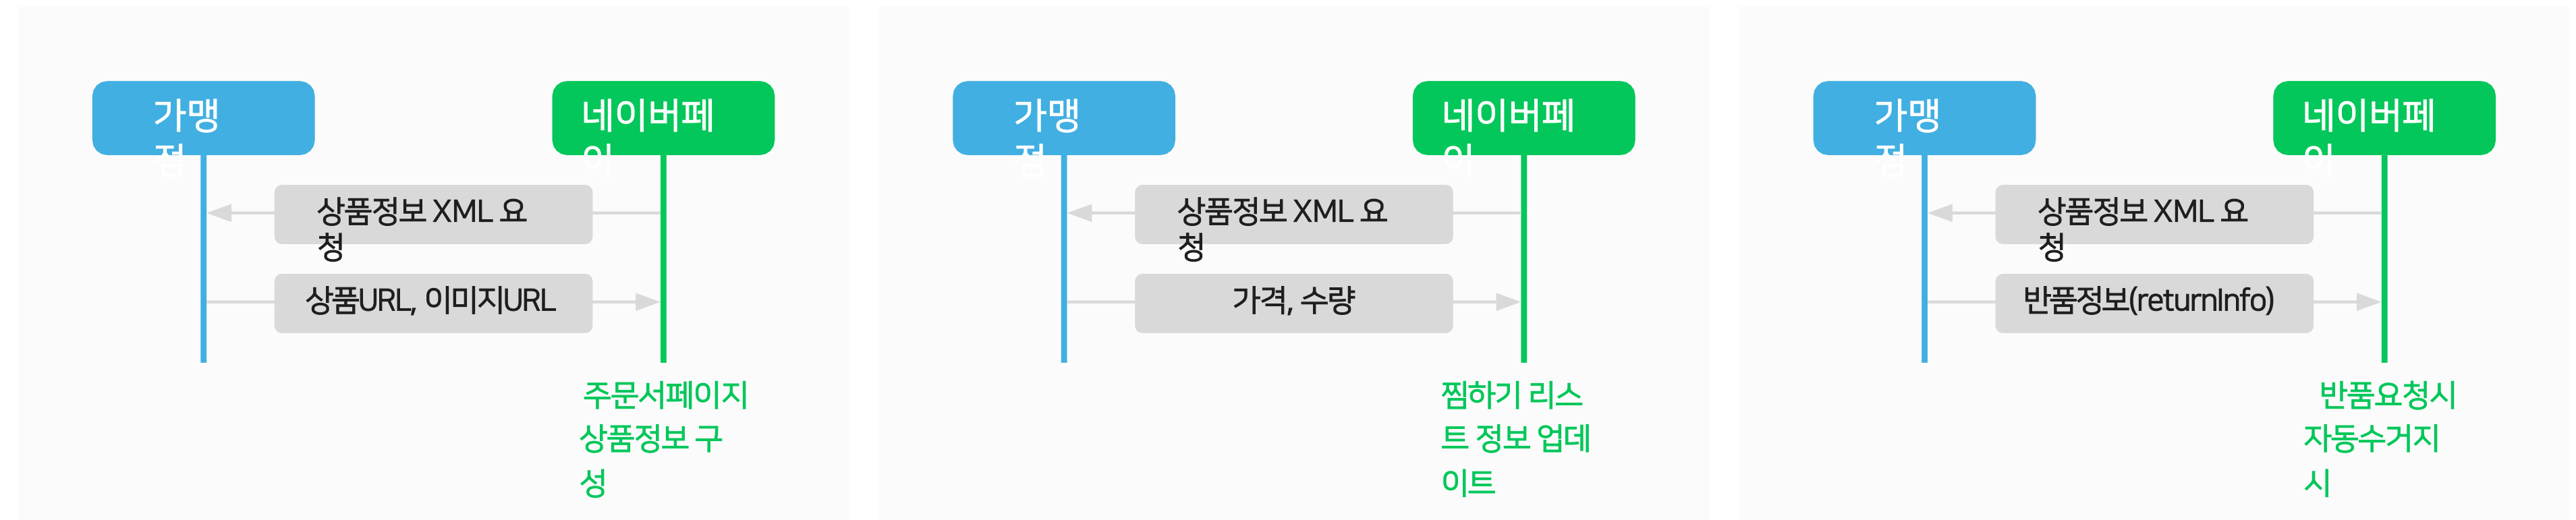 가맹
점
네이버페
이
상품정보 XML 요
청
상품URL, 이미지URL
주문서페이지
상품정보 구
성
가맹
점
네이버페
이
상품정보 XML 요
청
가격, 수량
찜하기 리스
트 정보 업데
이트
가맹
점
네이버페
이
상품정보 XML 요
청
반품정보(returnInfo)
반품요청시
자동수거지
시